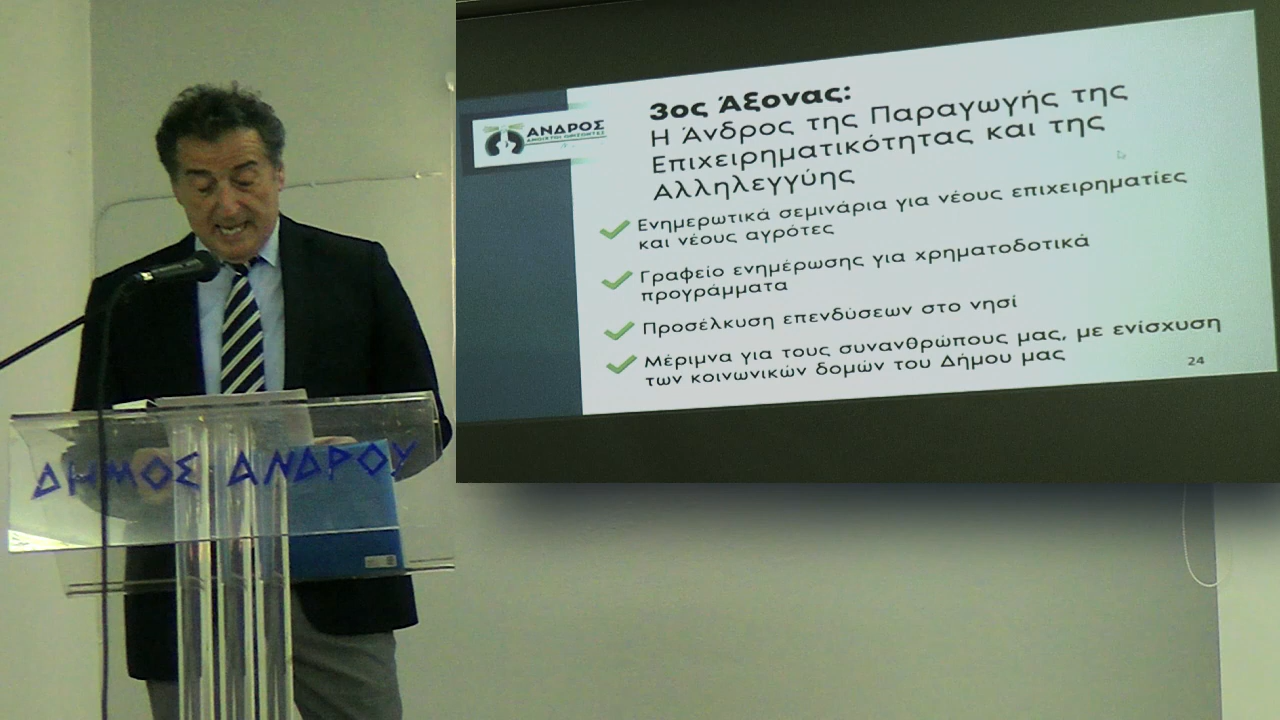 3ος Άξονας:
Η Άνδρος της Παραγωγής της
Επιχειρηματικότητας και της
Αλληλεγγύης
ΑΝΔΡΟΣ
ΑΝΟΙΧΤΟΙ ΟΡΙΖΟΝΤΕΣ
Ενημερωτικά σεμινάρια για νέους επιχειρηματίες
και νέους αγρότες
Γραφείο ενημέρωσης για χρηματοδοτικά
προγράμματα
Προσέλκυση επενδύσεων στο νησί
Μέριμνα για τους συνανθρώπους μας, με ενίσχυση
των κοινωνικών δομών του Δήμου μας
24
ΔΗΜΟΣ ΑΝΔΡΟΥ